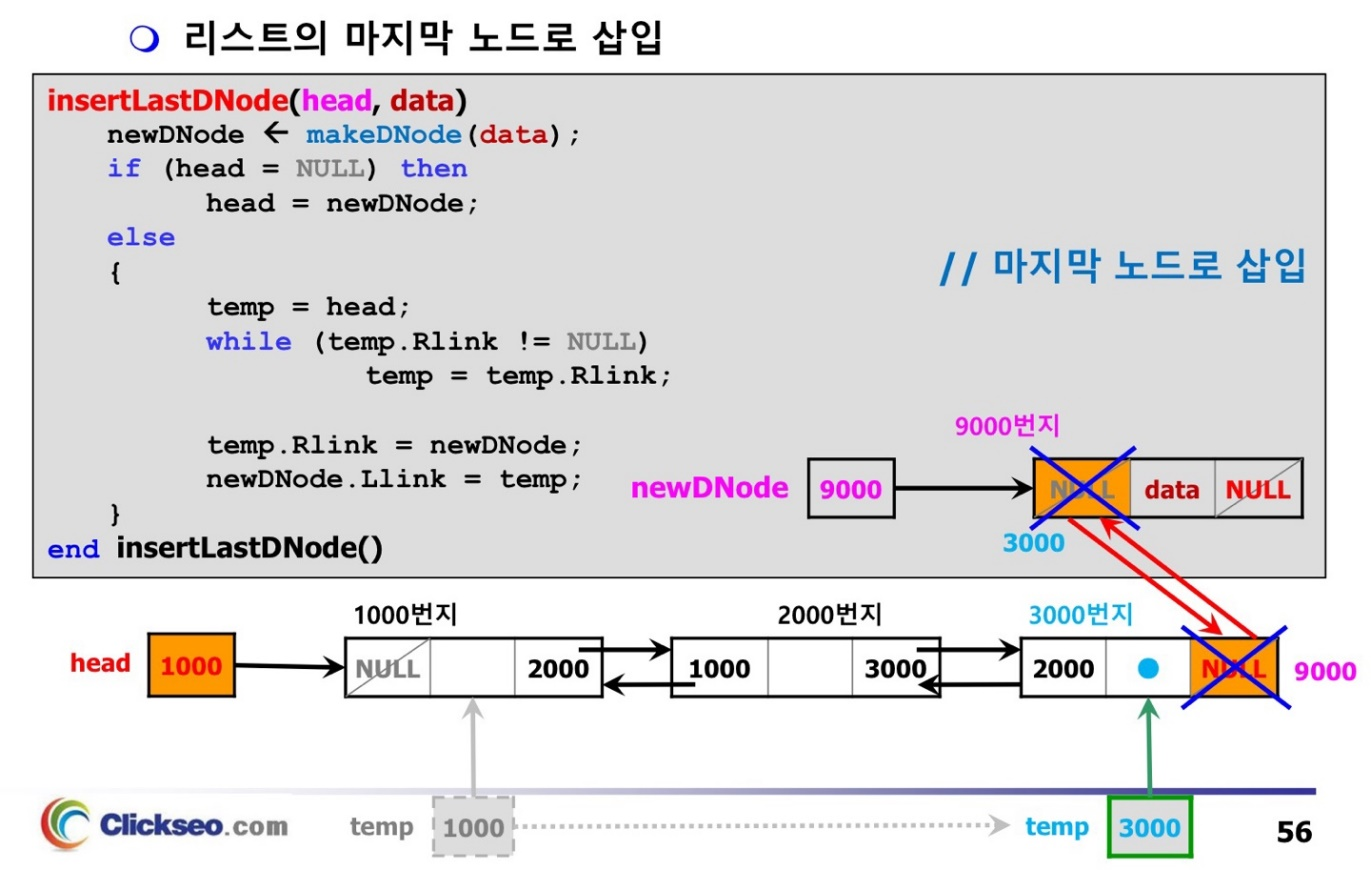 ○ 리스트의 마지막 노드로 삽입
insertLastDNode(head, data)
newDNode ← makeDNode(data);
if (head = NULL) then
head = newDNode;
else
{
// 마지막 노드로 삽입
temp = head;
while (temp.Rlink != NULL)
temp = temp.Rlink;
temp.Rlink = newDNode;
newDNode.Llink = temp;
}
end insertLastDNode()
9000번지
newDNode 9000 NULL data NULL
3000
1000번지 2000번지 3000번지
head 1000 NULL 2000 1000 3000 2000 NULL 9000
Clickseo.com temp 1000 temp 3000 56